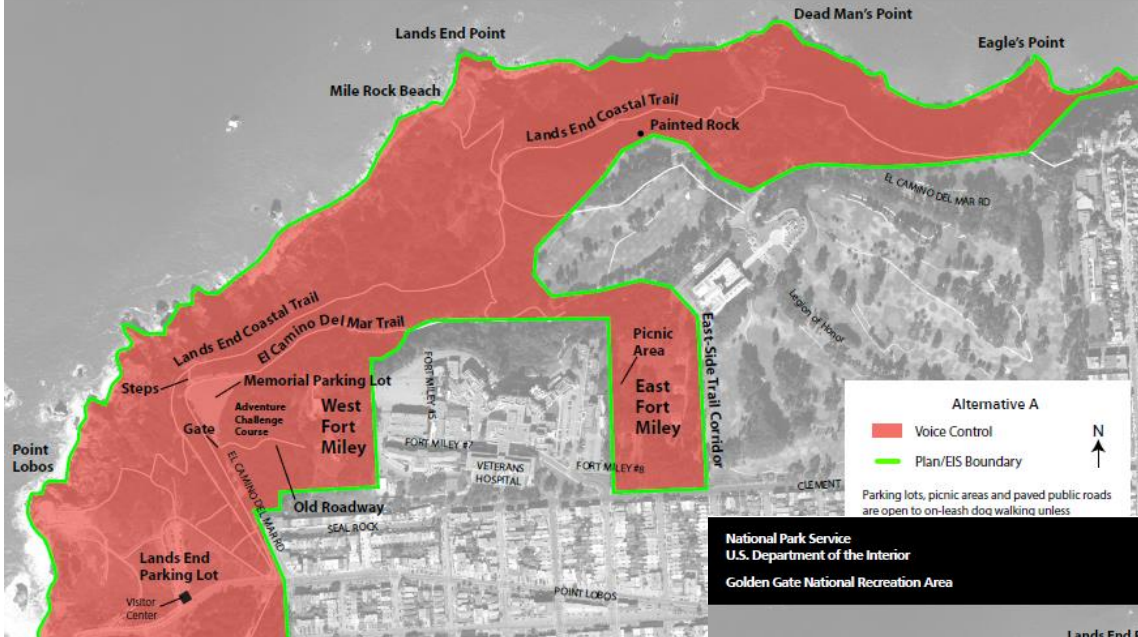 Dead Man's Point
Lands End Point
Eagle's Point
Mile Rock Beach
Lands End Coastal Trail
Painted Rock
EL CAMINO DEL MAR RD
Legion of Honor
Lands End Coastal Trail
El Camino Del Mar Trail
East-Side Trail Corridor
Picnic
Area
Steps
Memorial Parking Lot
FORT MILEY #5
East
Fort
Miley
Adventure
Challenge
Course
West
Fort
Miley
Gate
Point
Lobos
FORT MILEY #7
VETERANS
HOSPITAL
FORT MILEY #8
CLEMENT
EL CAMINO DEL MAR RD
Old Roadway
SEAL ROCK
Lands End
Parking Lot
Visitor
Center
POINT LOBOS
Alternative A
Voice Control
N
Plan/EIS Boundary
Parking lots, picnic areas and paved public roads
are open to on-leash dog walking unless
National Park Service
U.S. Department of the Interior
Golden Gate National Recreation Area
Lands End